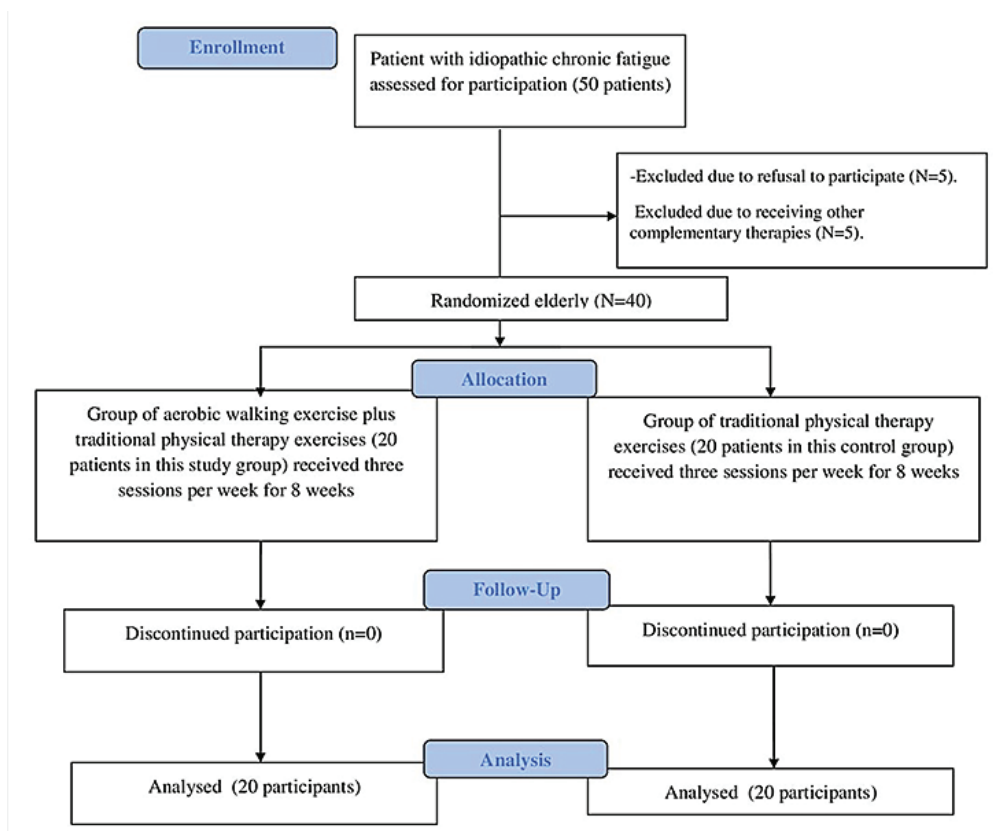 Enrollment
Patient with idiopathic chronic fatigue
assessed for participation (50 patients)
-Excluded due to refusal to participate (N=5).
Excluded due to receiving other
complementary therapies (N=5).
Randomized elderly (N=40)
Allocation
Group of aerobic walking exercise plus
traditional physical therapy exercises (20
patients in this study group) received three
sessions per week for 8 weeks
Group of traditional physical therapy
exercises (20 patients in this control group)
received three sessions per week for 8 weeks
Follow-Up
Discontinued participation (n=0)
Discontinued participation (n=0)
Analysis
Analysed (20 participants)
Analysed (20 participants)